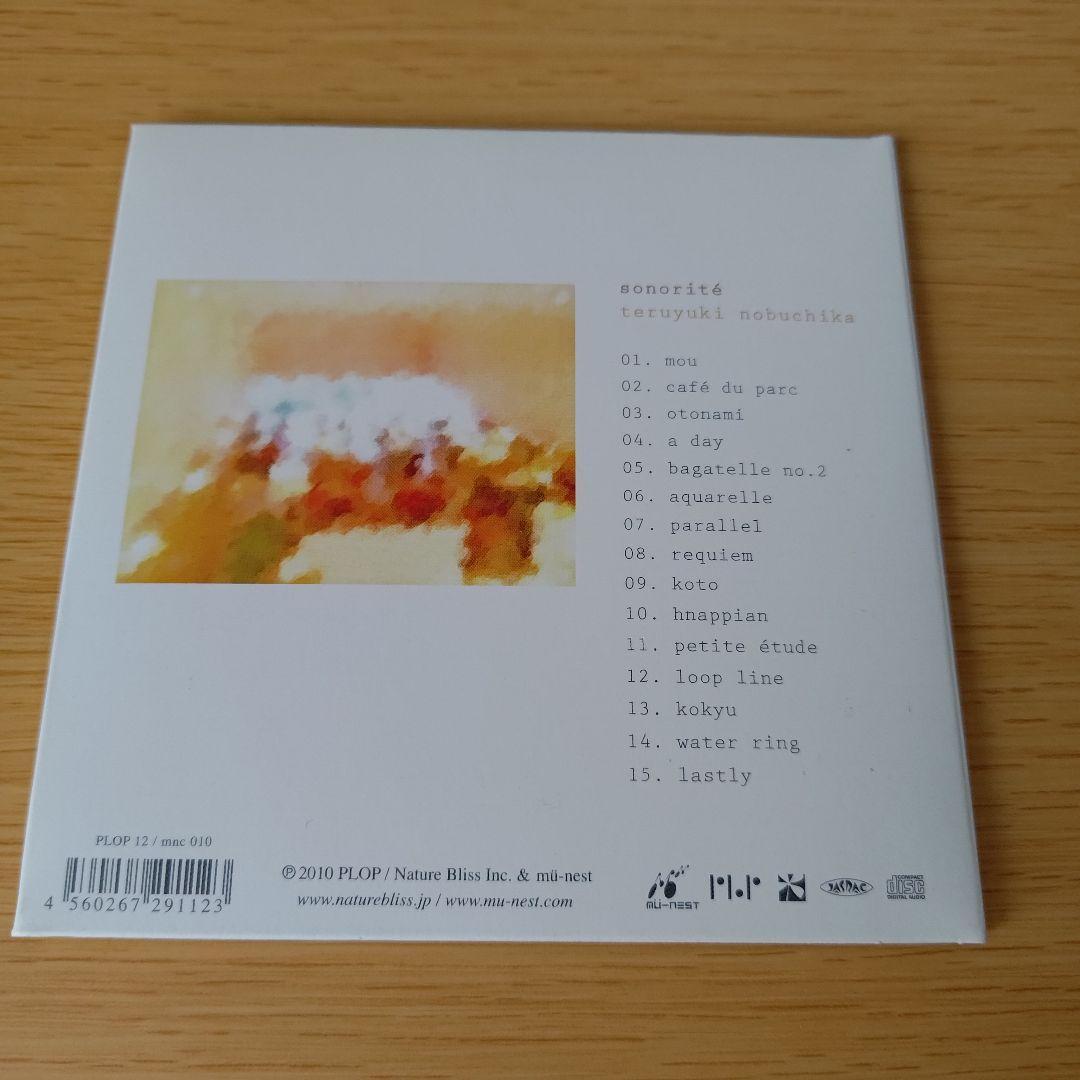 sonorité
teruyuki nobuchika
01. mou
02. café du parc
03. otonami
04. a day
05. bagatelle no.2
06. aquarelle
07. parallel
08. requiem
09. koto
10. hnappian
11. petite étude
12. loop line
13. kokyu
14. water ring
15. lastly
PLOP 12 / mnc 010
4 560267 291123
℗2010 PLOP / Nature Bliss Inc. & mü-nest
www.naturebliss.jp / www.mu-nest.com
MÜ-NEST
PLOP
JASRAC
COMPACT
disc
DIGITAL AUDIO